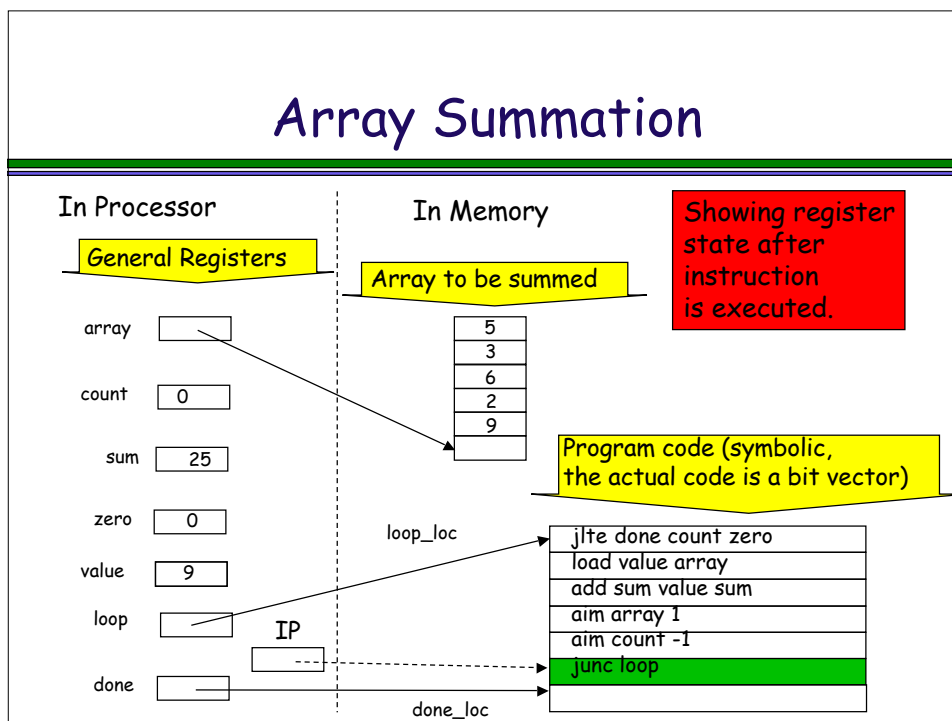 Array Summation
In Processor
In Memory
Showing register
state after
instruction
is executed.
General Registers
Array to be summed
array
5
3
6
2
9
count
0
sum
25
Program code (symbolic,
the actual code is a bit vector)
zero
0
loop_loc
value
9
loop
IP
done
done_loc
jlte done count zero
load value array
add sum value sum
aim array 1
aim count -1
junc loop